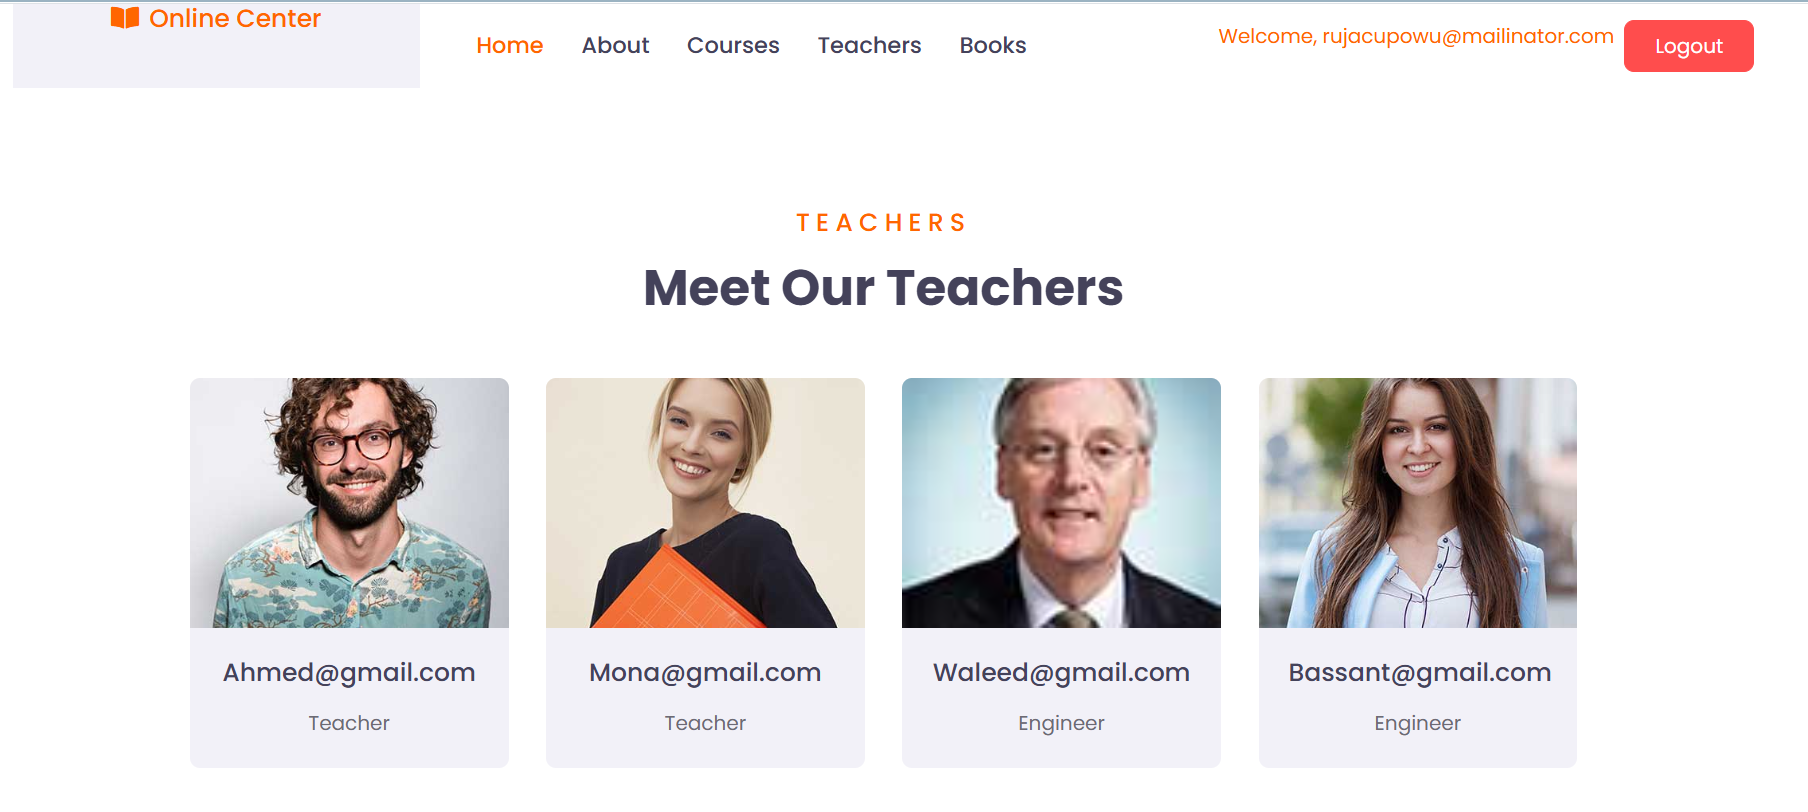 Online Center
Home About Courses Teachers Books
Welcome, rujacupowu@mailinator.com
Logout
TEACHERS
Meet Our Teachers
Ahmed@gmail.com
Teacher
Mona@gmail.com
Teacher
Waleed@gmail.com
Engineer
Bassant@gmail.com
Engineer